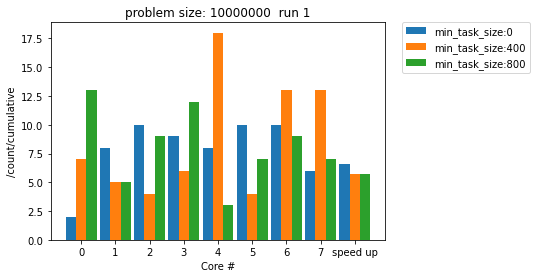 problem size: 10000000  run 1
min_task_size:0
min_task_size:400
min_task_size:800
17.5
15.0
12.5
10.0
7.5
5.0
2.5
0.0
/count/cumulative
0 1 2 3 4 5 6 7 speed up
Core #